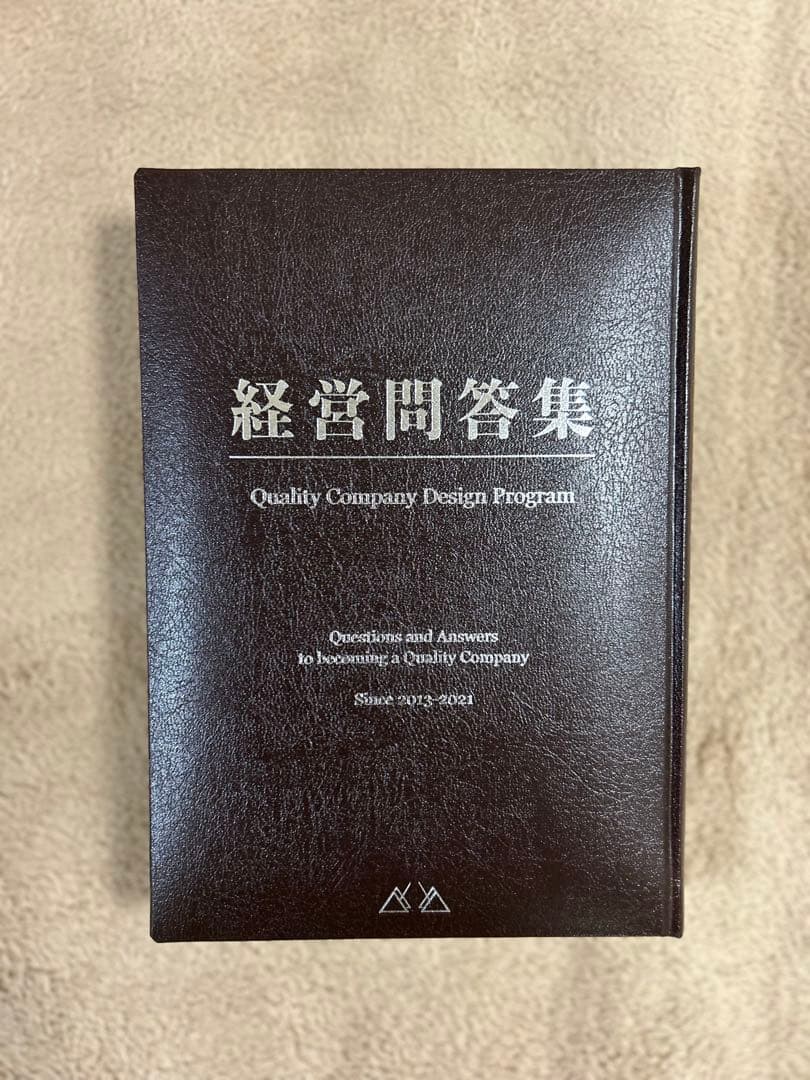 経営問答集
Quality Company Design Program
Questions and Answers
to becoming a Quality Company
Since 2013-2021